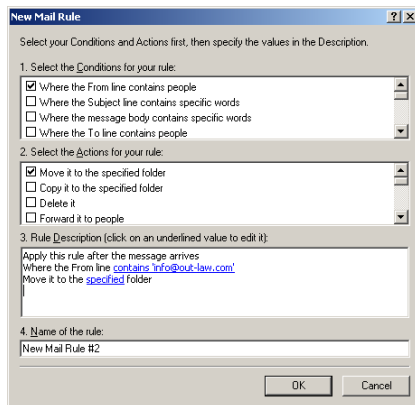 New Mail Rule
Select your Conditions and Actions first, then specify the values in the Description.
1. Select the Conditions for your rule:
Where the From line contains people
Where the Subject line contains specific words
Where the message body contains specific words
Where the To line contains people
2. Select the Actions for your rule:
Move it to the specified folder
Copy it to the specified folder
Delete it
Forward it to people
3. Rule Description (click on an underlined value to edit it):
Apply this rule after the message arrives
Where the From line contains 'info@out-law.com'
Move it to the specified folder
4. Name of the rule:
New Mail Rule #2
OK Cancel